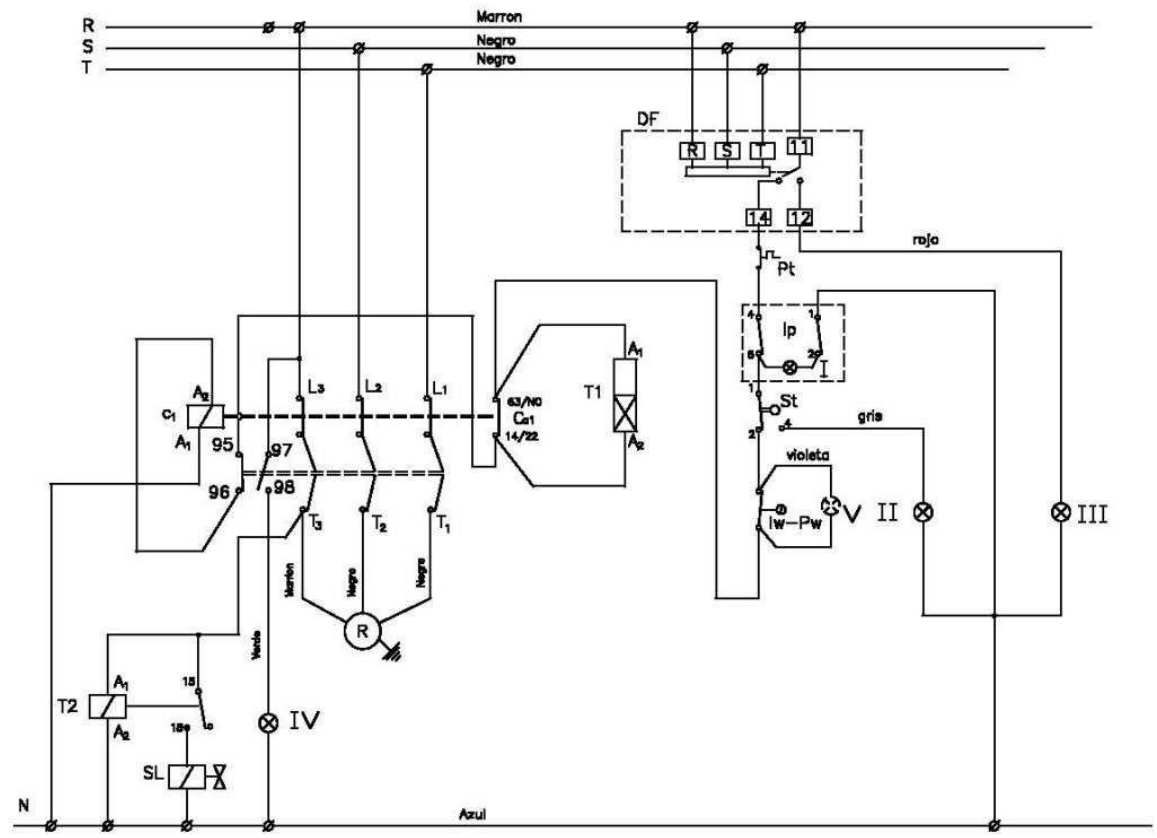 R
Marron
S
Negro
T
Negro
DF
R
S
T
11
14
12
rojo
Pt
4
1
Ip
5
2
I
1
St
2
4
gris
violeta
Iw-Pw
V
II
III
A2
C1
A1
L3
L2
L1
63/NO
Ca1
14/22
A1
T1
A2
95
97
96
98
T3
T2
T1
Marrion
Negro
Negro
R
Verde
A1
T2
A2
15
18
IV
SL
N
Azul